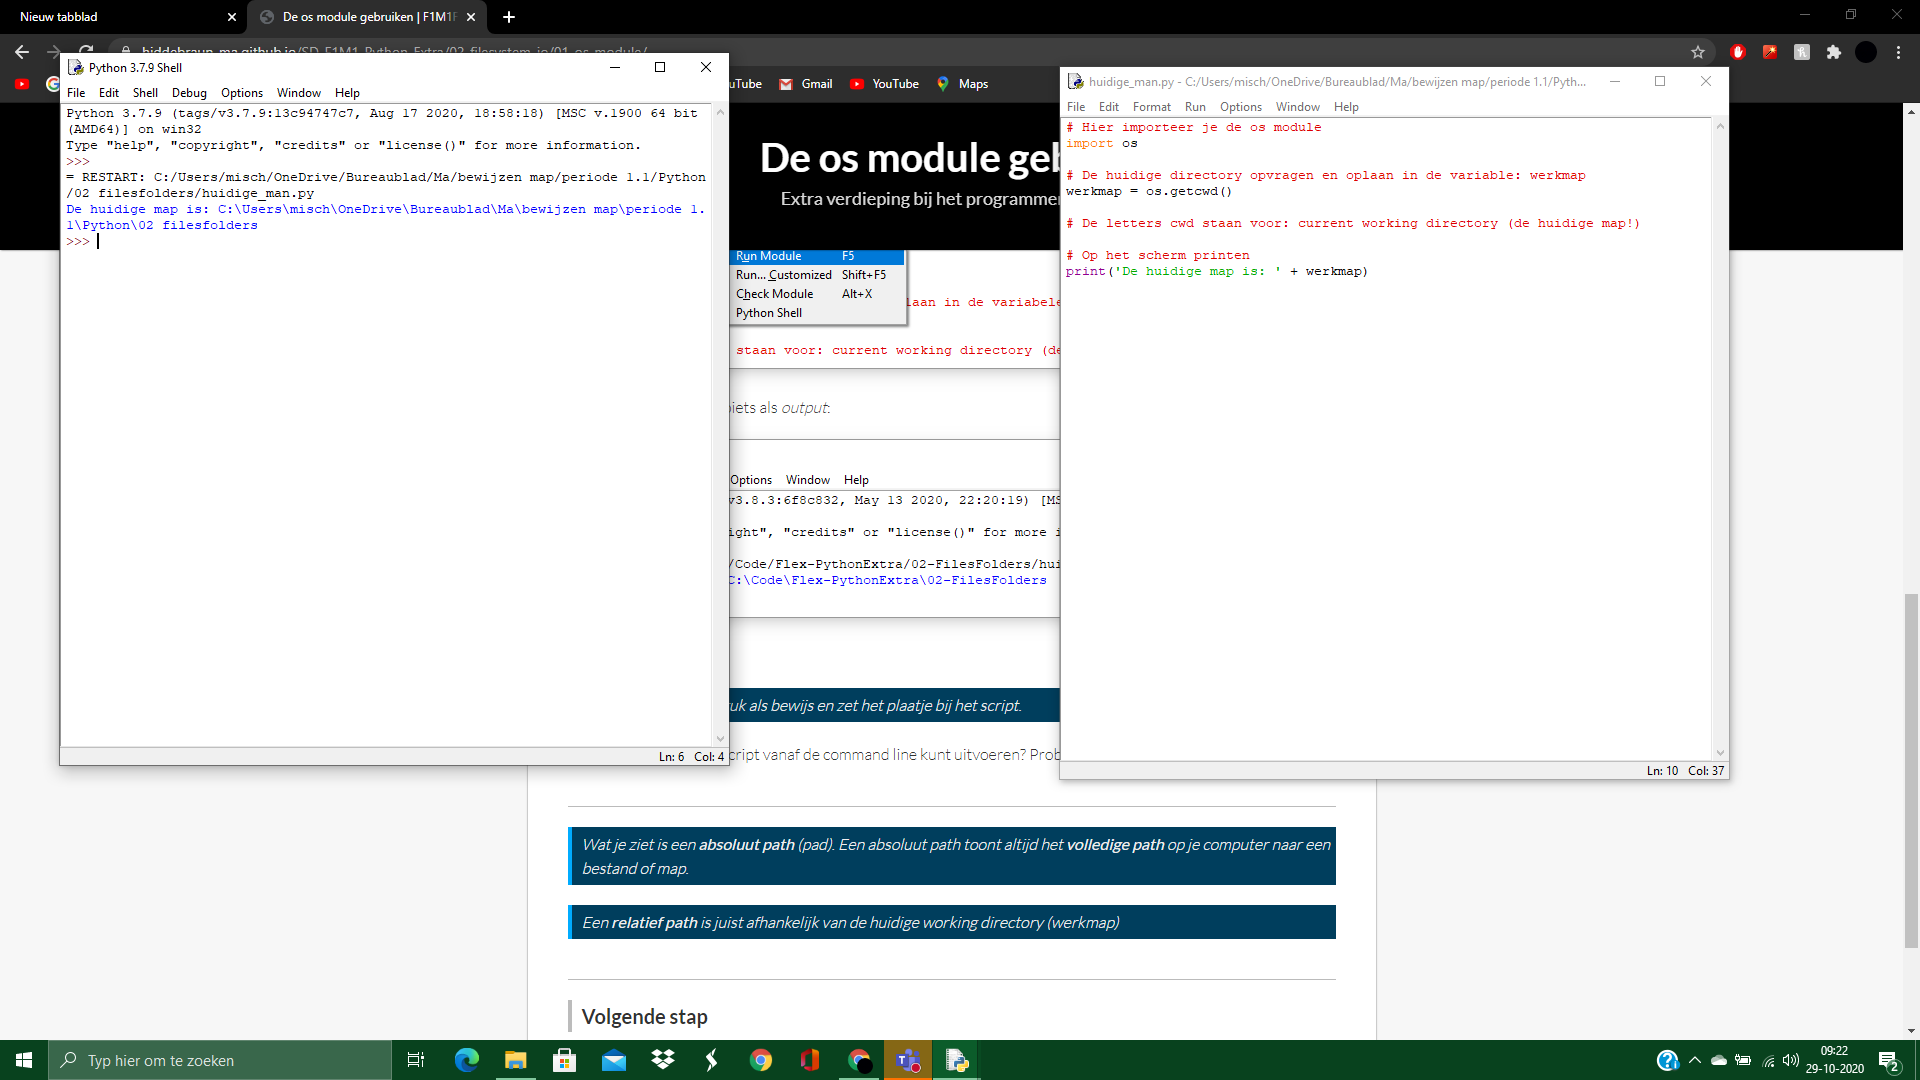 Nieuw tabblad
De os module gebruiken | F1M1F
hiddebraun-ma.github.io/SD_F1M1_Python_Extra/02_filesystem_io/01_os_module/
uTube
Gmail
YouTube
Maps
Python 3.7.9 Shell
File Edit Shell Debug Options Window Help
Python 3.7.9 (tags/v3.7.9:13c94747c7, Aug 17 2020, 18:58:18) [MSC v.1900 64 bit
(AMD64)] on win32
Type "help", "copyright", "credits" or "license()" for more information.
>>>
= RESTART: C:/Users/misch/OneDrive/Bureaublad/Ma/bewijzen map/periode 1.1/Python
/02 filesfolders/huidige_man.py
De huidige map is: C:\Users\misch\OneDrive\Bureaublad\Ma\bewijzen map\periode 1.
1\Python\02 filesfolders
>>>
Ln: 6 Col: 4
De os module geb
Extra verdieping bij het programmer
Run Module F5
Run... Customized Shift+F5
Check Module Alt+X
Python Shell
laan in de variabele
staan voor: current working directory (de
iets als output:
Options Window Help
v3.8.3:6f8c832, May 13 2020, 22:20:19) [MS
ight", "credits" or "license()" for more i
/Code/Flex-PythonExtra/02-FilesFolders/hui
C:\Code\Flex-PythonExtra\02-FilesFolders
uk als bewijs en zet het plaatje bij het script.
cript vanaf de command line kunt uitvoeren? Prob
huidige_man.py - C:/Users/misch/OneDrive/Bureaublad/Ma/bewijzen map/periode 1.1/Pyth...
File Edit Format Run Options Window Help
# Hier importeer je de os module
import os
# De huidige directory opvragen en oplaan in de variable: werkmap
werkmap = os.getcwd()
# De letters cwd staan voor: current working directory (de huidige map!)
# Op het scherm printen
print('De huidige map is: ' + werkmap)
Ln: 10 Col: 37
Wat je ziet is een absoluut path (pad). Een absoluut path toont altijd het volledige path op je computer naar een
bestand of map.
Een relatief path is juist afhankelijk van de huidige working directory (werkmap)
Volgende stap
Typ hier om te zoeken
09:22
29-10-2020
2